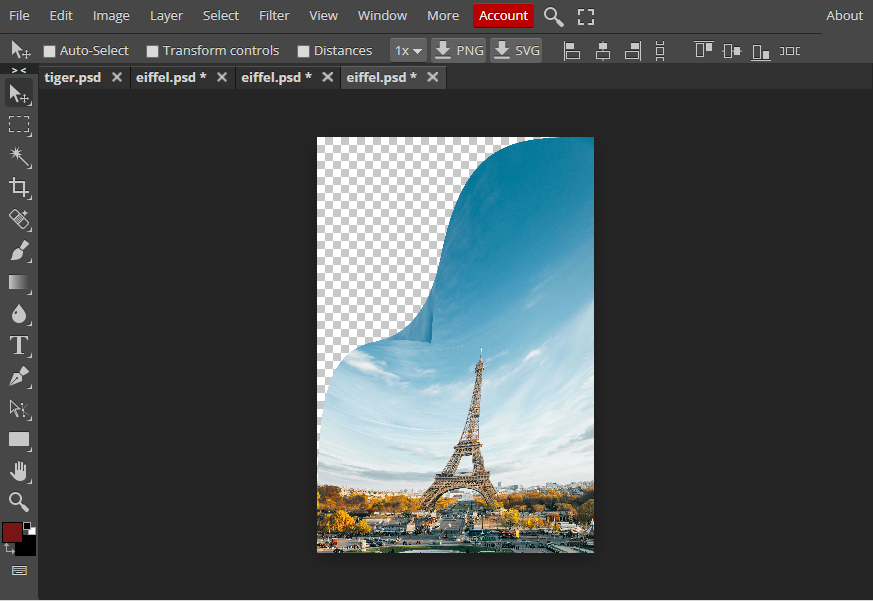 File Edit Image Layer Select Filter View Window More Account About
Auto-Select Transform controls Distances 1x PNG SVG
> <
tiger.psd eiffel.psd * eiffel.psd * eiffel.psd *
T